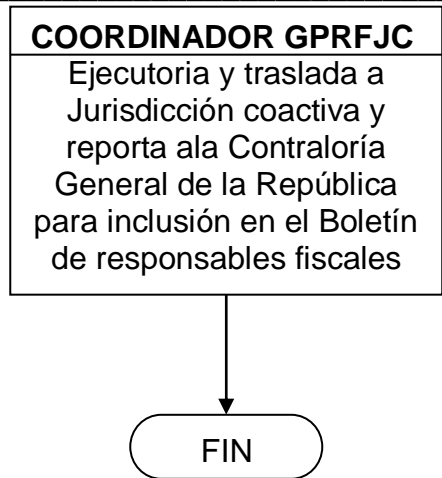 COORDINADOR GPRFJC
Ejecutoria y traslada a
Jurisdicción coactiva y
reporta ala Contraloría
General de la República
para inclusión en el Boletín
de responsables fiscales
FIN